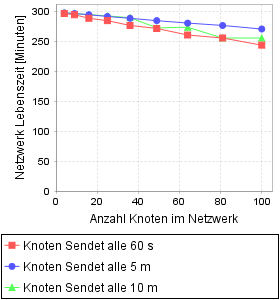 Netzwerk Lebenszeit [Minuten]
300
250
200
150
100
50
0
0 20 40 60 80 100
Anzahl Knoten im Netzwerk
Knoten Sendet alle 60 s
Knoten Sendet alle 5 m
Knoten Sendet alle 10 m